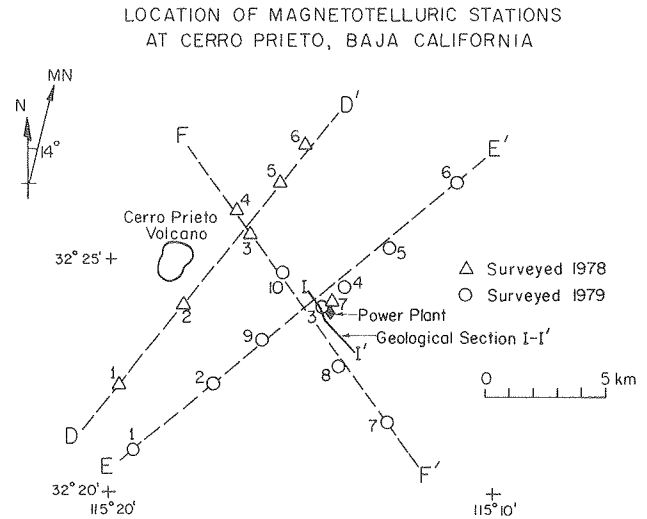 LOCATION OF MAGNETOTELLURIC STATIONS
AT CERRO PRIETO, BAJA CALIFORNIA
MN
N
14°
D'
F
6
E'
5
6
4
Cerro Prieto
Volcano
3
5
32° 25'
10
I
4
△ Surveyed 1978
○ Surveyed 1979
2
3
7
Power Plant
Geological Section I-I'
9
I'
1
2
8
0 5 km
7
D
1
E
F'
32° 20'
115° 20'
115° 10'